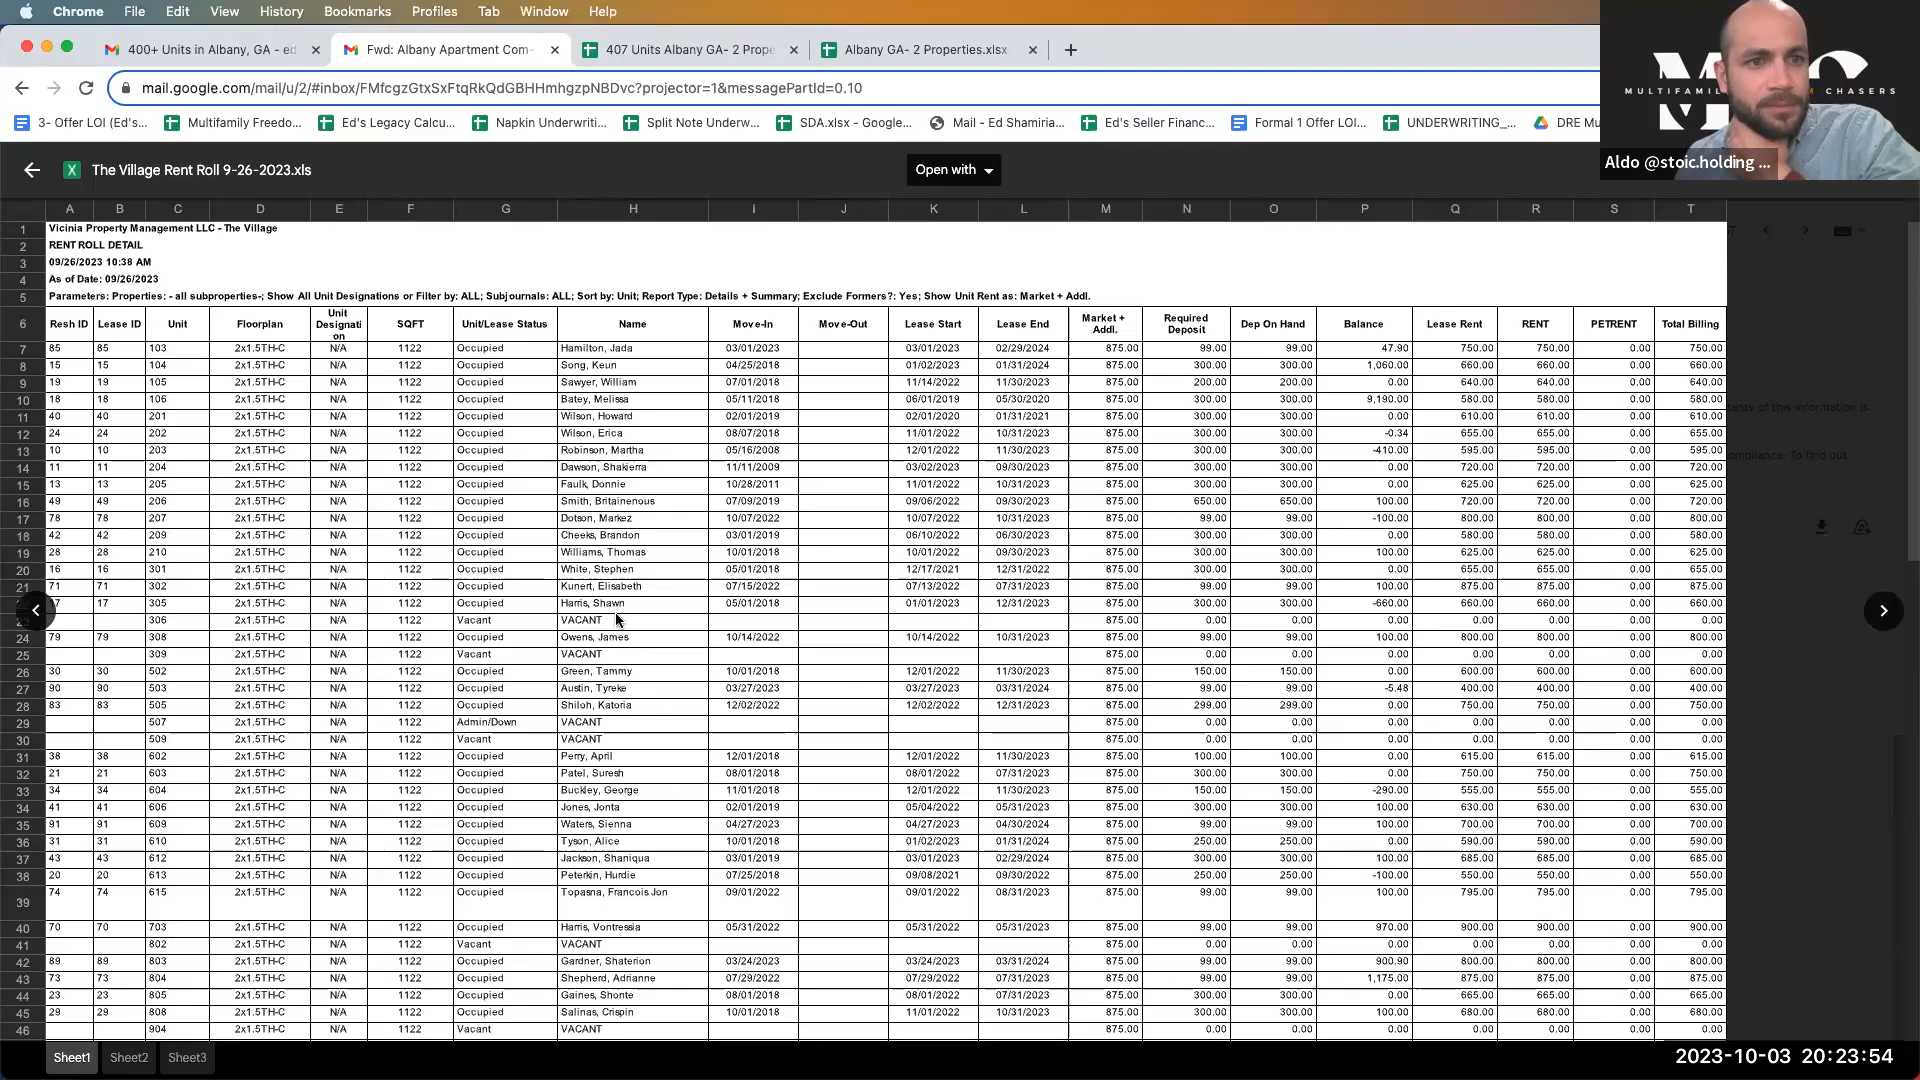 Chrome File Edit View History Bookmarks Profiles Tab Window Help
400+ Units in Albany, GA - ed
Fwd: Albany Apartment Com-
407 Units Albany GA- 2 Prope
Albany GA- 2 Properties.xlsx
mail.google.com/mail/u/2/#inbox/FMfcgzGtxSxFtqRkQdGBHHmhgzpNBDvc?projector=1&messagePartId=0.10
3- Offer LOI (Ed's... Multifamily Freedo... Ed's Legacy Calcu... Napkin Underwriti... Split Note Underw... SDA.xlsx - Google... Mail - Ed Shamiria... Ed's Seller Financ... Formal 1 Offer LOI... UNDERWRITING_... DRE Mu
CHASERS
Aldo @stoic.holding ...
The Village Rent Roll 9-26-2023.xls
Open with
A B C D E F G H I J K L M N O P Q R S T
1 Vicinia Property Management LLC - The Village
2 RENT ROLL DETAIL
3 09/26/2023 10:38 AM
4 As of Date: 09/26/2023
5 Parameters: Properties: - all subproperties-; Show All Unit Designations or Filter by: ALL; Subjournals: ALL; Sort by: Unit; Report Type: Details + Summary; Exclude Formers?: Yes; Show Unit Rent as: Market + Addl.
6 Resh ID Lease ID Unit Floorplan Unit Designati on SQFT Unit/Lease Status Name Move-In Move-Out Lease Start Lease End Market + Addl. Required Deposit Dep On Hand Balance Lease Rent RENT PETRENT Total Billing
7 85 85 103 2x1.5TH-C N/A 1122 Occupied Hamilton, Jada 03/01/2023 03/01/2023 02/29/2024 875.00 99.00 99.00 47.90 750.00 750.00 0.00 750.00
8 15 15 104 2x1.5TH-C N/A 1122 Occupied Song, Keun 04/25/2018 01/02/2023 01/31/2024 875.00 300.00 300.00 1,060.00 660.00 660.00 0.00 660.00
9 19 19 105 2x1.5TH-C N/A 1122 Occupied Sawyer, William 07/01/2018 11/14/2022 11/30/2023 875.00 200.00 200.00 0.00 640.00 640.00 0.00 640.00
10 18 18 106 2x1.5TH-C N/A 1122 Occupied Batey, Melissa 05/11/2018 06/01/2019 05/30/2020 875.00 300.00 300.00 9,190.00 580.00 580.00 0.00 580.00
11 40 40 201 2x1.5TH-C N/A 1122 Occupied Wilson, Howard 02/01/2019 02/01/2020 01/31/2021 875.00 300.00 300.00 0.00 610.00 610.00 0.00 610.00
12 24 24 202 2x1.5TH-C N/A 1122 Occupied Wilson, Erica 08/07/2018 11/01/2022 10/31/2023 875.00 300.00 300.00 -0.34 655.00 655.00 0.00 655.00
13 10 10 203 2x1.5TH-C N/A 1122 Occupied Robinson, Martha 05/16/2008 12/01/2022 11/30/2023 875.00 300.00 300.00 -410.00 595.00 595.00 0.00 595.00
14 11 11 204 2x1.5TH-C N/A 1122 Occupied Dawson, Shakierra 11/11/2009 03/02/2023 09/30/2023 875.00 300.00 300.00 0.00 720.00 720.00 0.00 720.00
15 13 13 205 2x1.5TH-C N/A 1122 Occupied Faulk, Donnie 10/28/2011 11/01/2022 10/31/2023 875.00 300.00 300.00 0.00 625.00 625.00 0.00 625.00
16 49 49 206 2x1.5TH-C N/A 1122 Occupied Smith, Britainenous 07/09/2019 09/06/2022 09/30/2023 875.00 650.00 650.00 100.00 720.00 720.00 0.00 720.00
17 78 78 207 2x1.5TH-C N/A 1122 Occupied Dotson, Markez 10/07/2022 10/07/2022 10/31/2023 875.00 99.00 99.00 -100.00 800.00 800.00 0.00 800.00
18 42 42 209 2x1.5TH-C N/A 1122 Occupied Cheeks, Brandon 03/01/2019 06/10/2022 06/30/2023 875.00 300.00 300.00 0.00 580.00 580.00 0.00 580.00
19 28 28 210 2x1.5TH-C N/A 1122 Occupied Williams, Thomas 10/01/2018 10/01/2022 09/30/2023 875.00 300.00 300.00 100.00 625.00 625.00 0.00 625.00
20 16 16 301 2x1.5TH-C N/A 1122 Occupied White, Stephen 05/01/2018 12/17/2021 12/31/2022 875.00 300.00 300.00 0.00 655.00 655.00 0.00 655.00
21 71 71 302 2x1.5TH-C N/A 1122 Occupied Kunert, Elisabeth 07/15/2022 07/13/2022 07/31/2023 875.00 99.00 99.00 100.00 875.00 875.00 0.00 875.00
17 305 2x1.5TH-C N/A 1122 Occupied Harris, Shawn 05/01/2018 01/01/2023 12/31/2023 875.00 300.00 300.00 -660.00 660.00 660.00 0.00 660.00
306 2x1.5TH-C N/A 1122 Vacant VACANT 875.00 0.00 0.00 0.00 0.00 0.00 0.00 0.00
24 79 79 308 2x1.5TH-C N/A 1122 Occupied Owens, James 10/14/2022 10/14/2022 10/31/2023 875.00 99.00 99.00 100.00 800.00 800.00 0.00 800.00
25 309 2x1.5TH-C N/A 1122 Vacant VACANT 875.00 0.00 0.00 0.00 0.00 0.00 0.00 0.00
26 30 30 502 2x1.5TH-C N/A 1122 Occupied Green, Tammy 10/01/2018 12/01/2022 11/30/2023 875.00 150.00 150.00 0.00 600.00 600.00 0.00 600.00
27 90 90 503 2x1.5TH-C N/A 1122 Occupied Austin, Tyreke 03/27/2023 03/27/2023 03/31/2024 875.00 99.00 99.00 -5.48 400.00 400.00 0.00 400.00
28 83 83 505 2x1.5TH-C N/A 1122 Occupied Shiloh, Katoria 12/02/2022 12/02/2022 12/31/2023 875.00 299.00 299.00 0.00 750.00 750.00 0.00 750.00
29 507 2x1.5TH-C N/A 1122 Admin/Down VACANT 875.00 0.00 0.00 0.00 0.00 0.00 0.00 0.00
30 509 2x1.5TH-C N/A 1122 Vacant VACANT 875.00 0.00 0.00 0.00 0.00 0.00 0.00 0.00
31 38 38 602 2x1.5TH-C N/A 1122 Occupied Perry, April 12/01/2018 12/01/2022 11/30/2023 875.00 100.00 100.00 0.00 615.00 615.00 0.00 615.00
32 21 21 603 2x1.5TH-C N/A 1122 Occupied Patel, Suresh 08/01/2018 08/01/2022 07/31/2023 875.00 300.00 300.00 0.00 750.00 750.00 0.00 750.00
33 34 34 604 2x1.5TH-C N/A 1122 Occupied Buckley, George 11/01/2018 12/01/2022 11/30/2023 875.00 150.00 150.00 -290.00 555.00 555.00 0.00 555.00
34 41 41 606 2x1.5TH-C N/A 1122 Occupied Jones, Jonta 02/01/2019 05/04/2022 05/31/2023 875.00 300.00 300.00 100.00 630.00 630.00 0.00 630.00
35 91 91 609 2x1.5TH-C N/A 1122 Occupied Waters, Sienna 04/27/2023 04/27/2023 04/30/2024 875.00 99.00 99.00 100.00 700.00 700.00 0.00 700.00
36 31 31 610 2x1.5TH-C N/A 1122 Occupied Tyson, Alice 10/01/2018 01/02/2023 01/31/2024 875.00 250.00 250.00 0.00 590.00 590.00 0.00 590.00
37 43 43 612 2x1.5TH-C N/A 1122 Occupied Jackson, Shaniqua 03/01/2019 03/01/2023 02/29/2024 875.00 300.00 300.00 100.00 685.00 685.00 0.00 685.00
38 20 20 613 2x1.5TH-C N/A 1122 Occupied Peterkin, Hurdie 07/25/2018 09/08/2021 09/30/2022 875.00 250.00 250.00 -100.00 550.00 550.00 0.00 550.00
39 74 74 615 2x1.5TH-C N/A 1122 Occupied Topasna, Francois Jon 09/01/2022 09/01/2022 08/31/2023 875.00 99.00 99.00 100.00 795.00 795.00 0.00 795.00
40 70 70 703 2x1.5TH-C N/A 1122 Occupied Harris, Vontressia 05/31/2022 05/31/2022 05/31/2023 875.00 99.00 99.00 970.00 900.00 900.00 0.00 900.00
41 802 2x1.5TH-C N/A 1122 Vacant VACANT 875.00 0.00 0.00 0.00 0.00 0.00 0.00 0.00
42 89 89 803 2x1.5TH-C N/A 1122 Occupied Gardner, Shaterion 03/24/2023 03/24/2023 03/31/2024 875.00 99.00 99.00 900.90 800.00 800.00 0.00 800.00
43 73 73 804 2x1.5TH-C N/A 1122 Occupied Shepherd, Adrianne 07/29/2022 07/29/2022 07/31/2023 875.00 99.00 99.00 1,175.00 875.00 875.00 0.00 875.00
44 23 23 805 2x1.5TH-C N/A 1122 Occupied Gaines, Shonte 08/01/2018 08/01/2022 07/31/2023 875.00 300.00 300.00 0.00 665.00 665.00 0.00 665.00
45 29 29 808 2x1.5TH-C N/A 1122 Occupied Salinas, Crispin 10/01/2018 11/01/2022 10/31/2023 875.00 300.00 300.00 100.00 680.00 680.00 0.00 680.00
46 904 2x1.5TH-C N/A 1122 Vacant VACANT 875.00 0.00 0.00 0.00 0.00 0.00 0.00 0.00
of this information is
To find out
Sheet1 Sheet2 Sheet3
2023-10-03 20:23:54